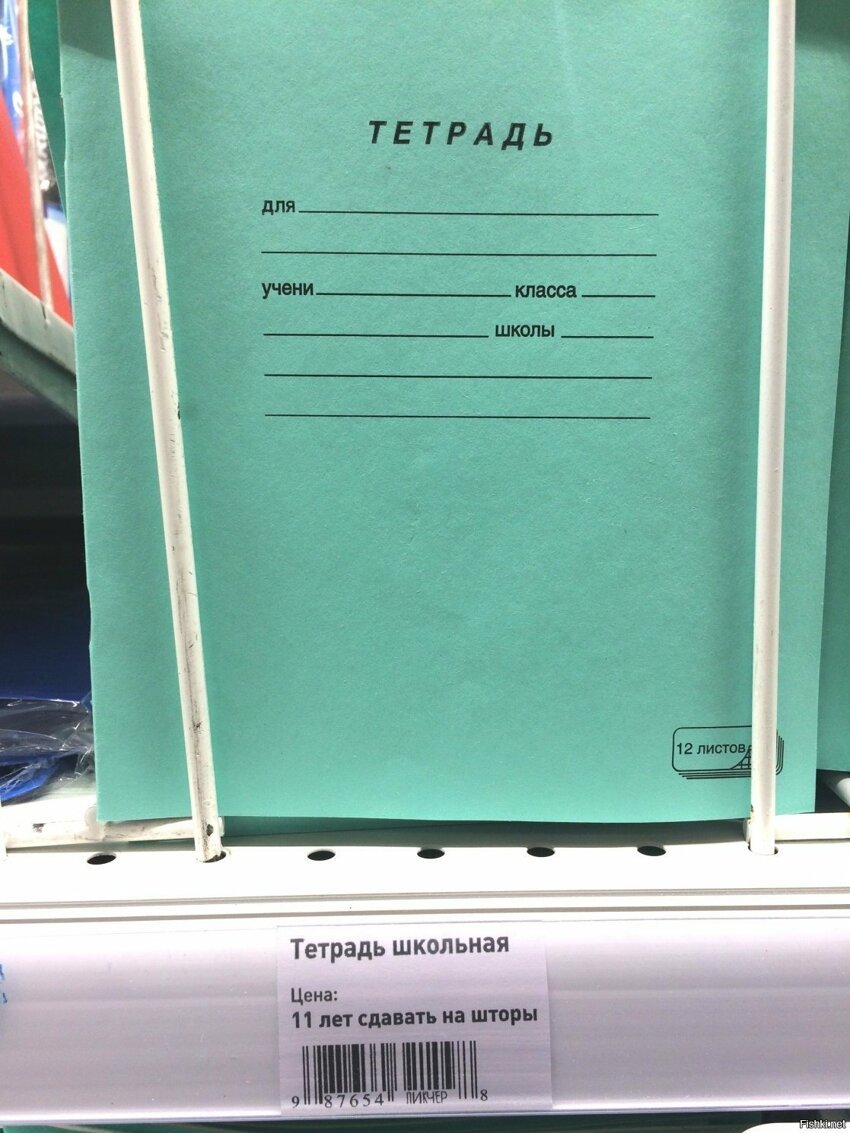 ТЕТРАДЬ
для
учени класса
школы
12 листов
Тетрадь школьная
Цена:
11 лет сдавать на шторы
9 87654 ПИКЧЕР 8
Fishki.net